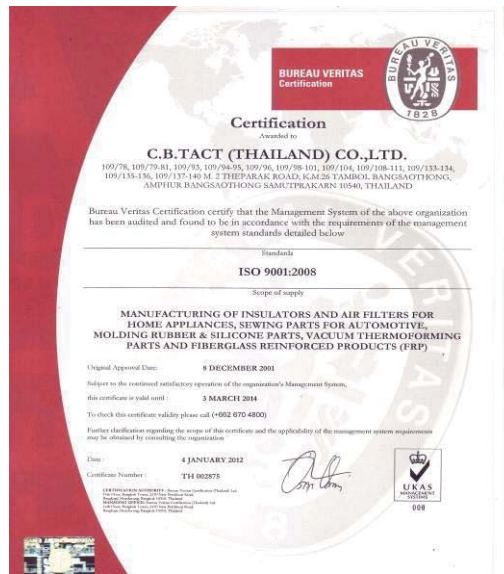 BUREAU VERITAS
Certification
BUREAU VERITAS
1828
Certification
Awarded to
C.B.TACT (THAILAND) CO.,LTD.
109/78, 109/79-81, 109/93, 109/94-95, 109/96, 109/98-101, 109/104, 109/108-111, 109/133-134,
109/135-136, 109/137-140 M. 2 THEPARAK ROAD, K.M.26 TAMBOL BANGSAOTHONG,
AMPHUR BANGSAOTHONG SAMUTPRAKARN 10540, THAILAND
Bureau Veritas Certification certify that the Management System of the above organization
has been audited and found to be in accordance with the requirements of the management
system standards detailed below
Standards
ISO 9001:2008
Scope of supply
MANUFACTURING OF INSULATORS AND AIR FILTERS FOR
HOME APPLIANCES, SEWING PARTS FOR AUTOMOTIVE,
MOLDING RUBBER & SILICONE PARTS, VACUUM THERMOFORMING
PARTS AND FIBERGLASS REINFORCED PRODUCTS (FRP)
Original Approval Date: 8 DECEMBER 2001
Subject to the continued satisfactory operation of the organization's Management System,
this certificate is valid until : 3 MARCH 2014
To check this certificate validity please call (+662 670 4800)
Further clarification regarding the scope of this certificate and the applicability of the management system requirements
may be obtained by consulting the organization
Date : 4 JANUARY 2012
Certificate Number : TH 002875
CERTIFICATION AUTHORITY: Bureau Veritas Certification (Thailand) Ltd
UKAS
MANAGEMENT
SYSTEMS
008